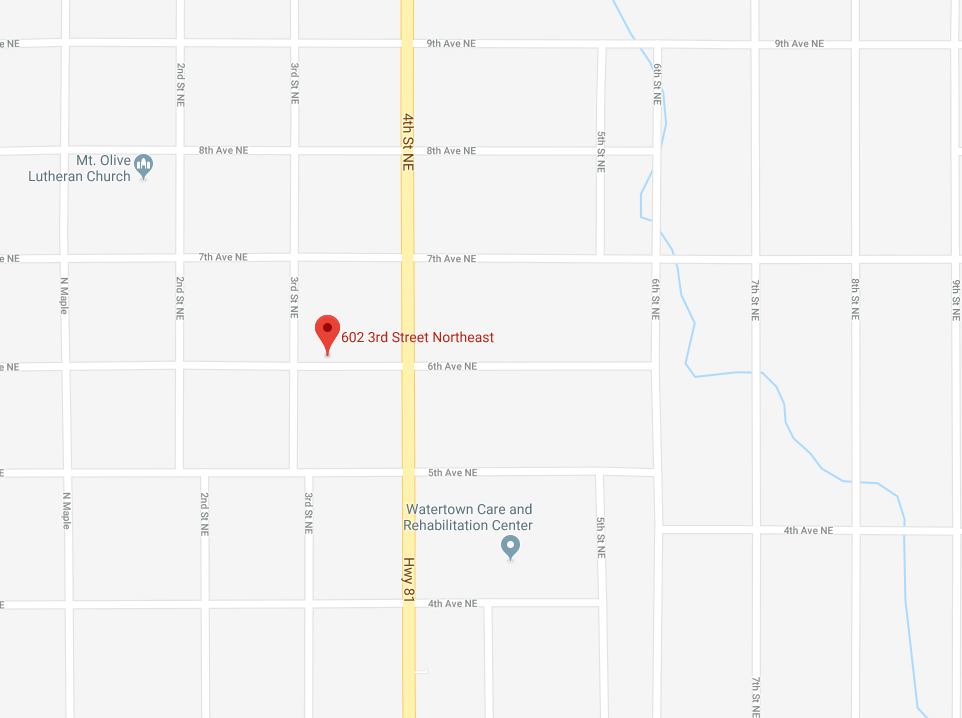 e NE
9th Ave NE
9th Ave NE
2nd St NE
3rd St NE
6th St NE
4th St NE
5th St NE
8th Ave NE
8th Ave NE
Mt. Olive
Lutheran Church
e NE
7th Ave NE
7th Ave NE
N Maple
2nd St NE
3rd St NE
6th St NE
7th St NE
8th St NE
9th St NE
602 3rd Street Northeast
e NE
6th Ave NE
E
5th Ave NE
N Maple
2nd St NE
3rd St NE
Watertown Care and
Rehabilitation Center
5th St NE
4th Ave NE
Hwy 81
E
4th Ave NE
7th St NE